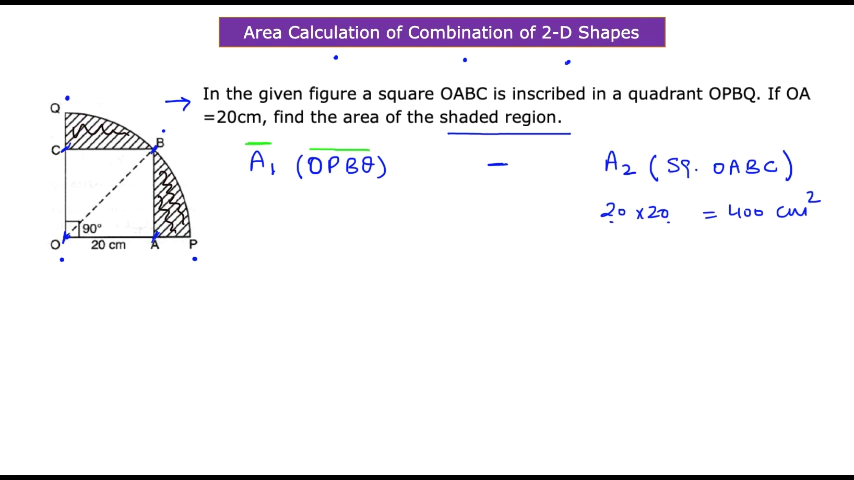 Area Calculation of Combination of 2-D Shapes
In the given figure a square OABC is inscribed in a quadrant OPBQ. If OA
=20cm, find the area of the shaded region.
Q
B
C
90°
O
20 cm
A
P
A1 (OPBQ) – A2 (Sq. OABC)
20 x 20 = 400 cm2